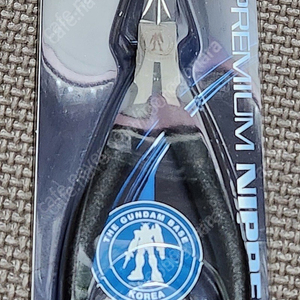 PREMIUM NIPPE
THE GUNDAM BASE
KOREA